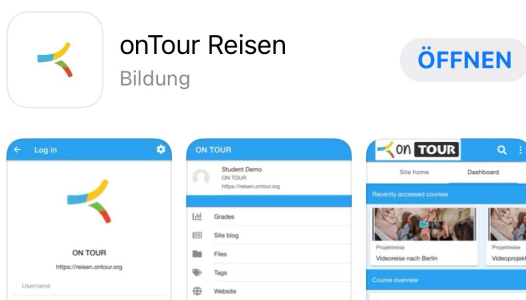 onTour Reisen
Bildung
ÖFFNEN
Log in
ON TOUR
https://reisen.ontour.org
Username
ON TOUR
Student Demo
ON TOUR
https://reisen.ontour.org
Grades
Site blog
Files
Tags
Website
on TOUR
Site home Dashboard
Recently accessed courses
Projektreise
Videoreise nach Berlin
Projektreise
Videoprojekt
Course overview